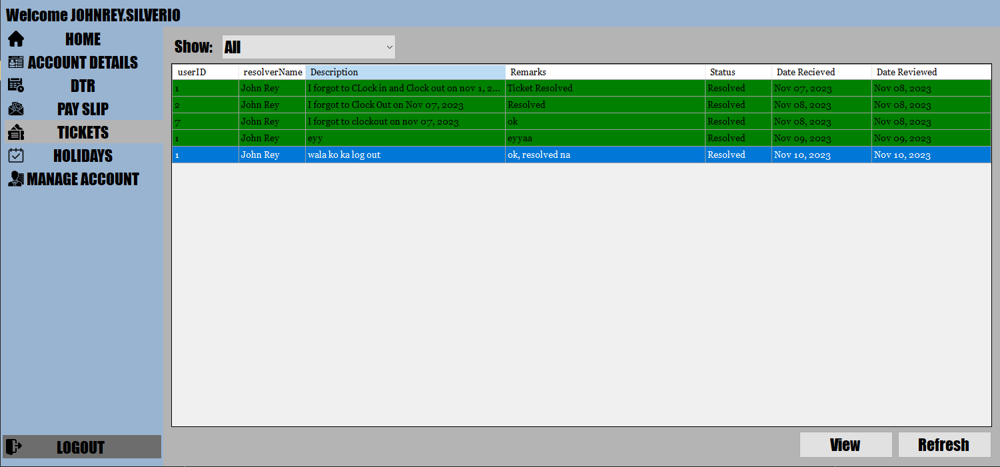 Welcome JOHNREY.SILVERIO
HOME
ACCOUNT DETAILS
DTR
PAY SLIP
TICKETS
HOLIDAYS
MANAGE ACCOUNT
LOGOUT
Show: All
userID resolverName Description Remarks Status Date Recieved Date Reviewed
1 John Rey I forgot to CLock in and Clock out on nov 1, 2... Ticket Resolved Resolved Nov 07, 2023 Nov 08, 2023
2 John Rey I forgot to Clock Out on Nov 07, 2023 Resolved Resolved Nov 08, 2023 Nov 08, 2023
7 John Rey I forgot to clockout on nov 07, 2023 ok Resolved Nov 08, 2023 Nov 08, 2023
1 John Rey eyy eyyaa Resolved Nov 09, 2023 Nov 09, 2023
1 John Rey wala ko ka log out ok, resolved na Resolved Nov 10, 2023 Nov 10, 2023
View Refresh